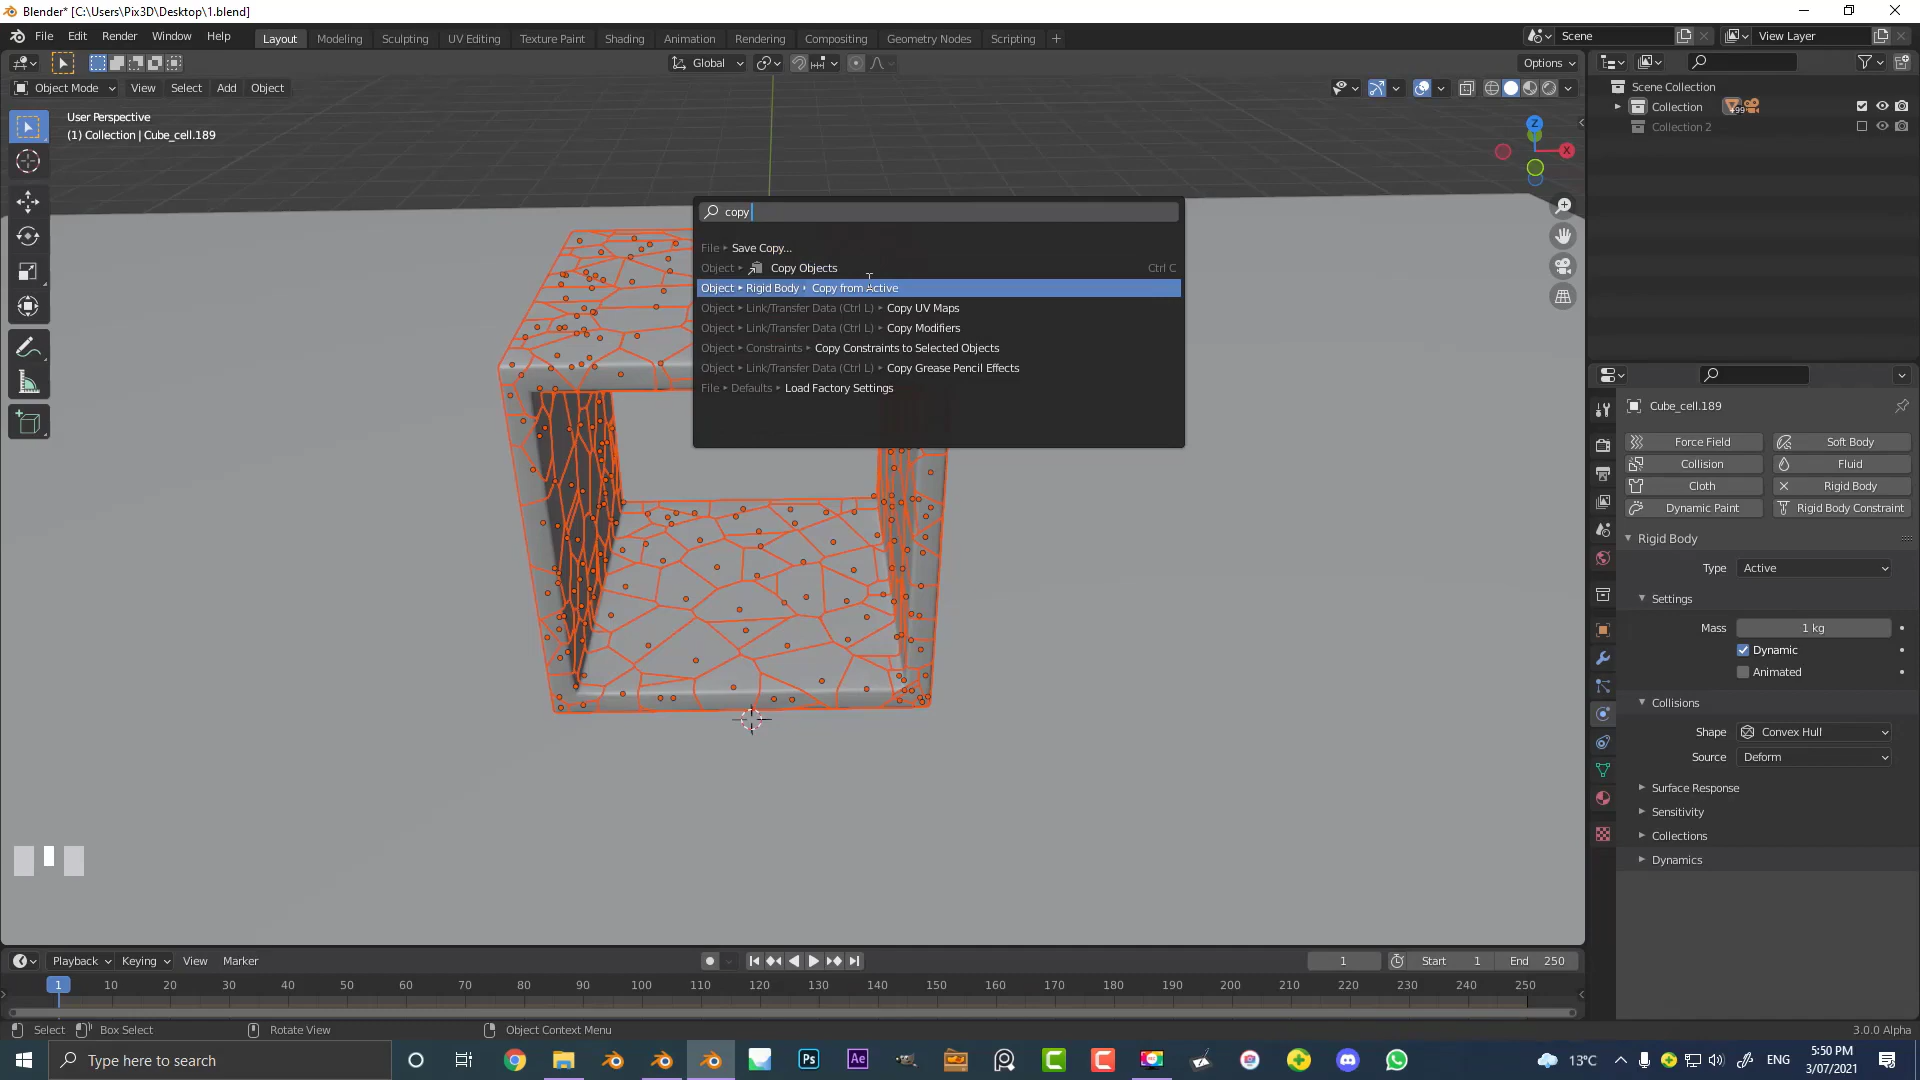 Blender* [C:\Users\Pix3D\Desktop\1.blend]
File Edit Render Window Help
Layout Modeling Sculpting UV Editing Texture Paint Shading Animation Rendering Compositing Geometry Nodes Scripting +
Scene
View Layer
Global
Options
Object Mode View Select Add Object
User Perspective
(1) Collection | Cube_cell.189
Z
X
Scene Collection
Collection +99
Collection 2
copy
File ▸ Save Copy...
Object ▸ Copy Objects Ctrl C
Object ▸ Rigid Body ▸ Copy from Active
Object ▸ Link/Transfer Data (Ctrl L) ▸ Copy UV Maps
Object ▸ Link/Transfer Data (Ctrl L) ▸ Copy Modifiers
Object ▸ Constraints ▸ Copy Constraints to Selected Objects
Object ▸ Link/Transfer Data (Ctrl L) ▸ Copy Grease Pencil Effects
File ▸ Defaults ▸ Load Factory Settings
Cube_cell.189
Force Field Soft Body
Collision Fluid
Cloth Rigid Body
Dynamic Paint Rigid Body Constraint
Rigid Body
Type Active
Settings
Mass 1 kg
Dynamic
Animated
Collisions
Shape Convex Hull
Source Deform
Surface Response
Sensitivity
Collections
Dynamics
Playback Keying View Marker
1 Start 1 End 250
1 10 20 30 40 50 60 70 80 90 100 110 120 130 140 150 160 170 180 190 200 210 220 230 240 250
Select Box Select Rotate View Object Context Menu 3.0.0 Alpha
Type here to search
Ps Ae
13°C ENG
5:50 PM
3/07/2021